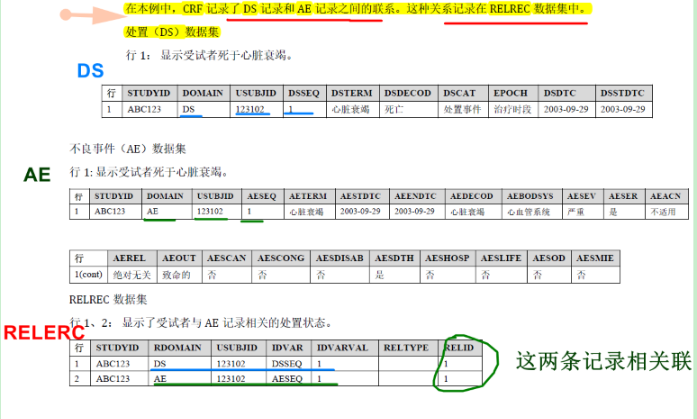 在本例中，CRF 记录了 DS 记录和 AE 记录之间的联系。这种关系记录在 RELREC 数据集中。
处置（DS）数据集
行 1： 显示受试者死于心脏衰竭。
DS
行 STUDYID DOMAIN USUBJID DSSEQ DSTERM DSDECOD DSCAT EPOCH DSDTC DSSTDTC
1 ABC123 DS 123102 1 心脏衰竭 死亡 处置事件 治疗时段 2003-09-29 2003-09-29
不良事件（AE）数据集
AE
行 1: 显示受试者死于心脏衰竭。
行 STUDYID DOMAIN USUBJID AESEQ AETERM AESTDTC AEENDTC AEDECOD AEBODSYS AESEV AESER AEACN
1 ABC123 AE 123102 1 心脏衰竭 2003-09-29 2003-09-29 心脏衰竭 心血管系统 严重 是 不适用
行 AEREL AEOUT AESCAN AESCONG AESDISAB AESDTH AESHOSP AESLIFE AESOD AESMIE
1(cont) 绝对无关 致命的 否 否 否 是 否 否 否 否
RELREC 数据集
行 1、2： 显示了受试者与 AE 记录相关的处置状态。
RELERC
行 STUDYID RDOMAIN USUBJID IDVAR IDVARVAL RELTYPE RELID
1 ABC123 DS 123102 DSSEQ 1 1
2 ABC123 AE 123102 AESEQ 1 1
这两条记录相关联